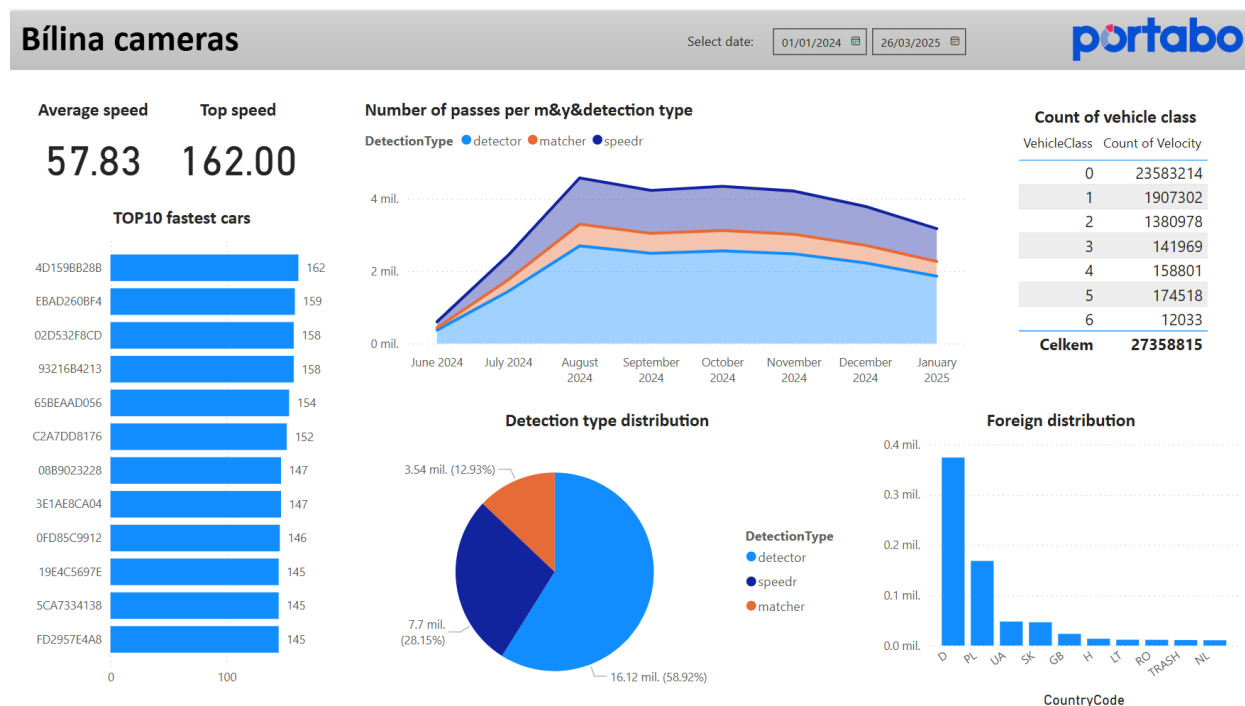 Bílina cameras
Select date:
01/01/2024
26/03/2025
portabo
Average speed
Top speed
57.83
162.00
TOP10 fastest cars
4D159BB28B 162
EBAD260BF4 159
02D532F8CD 158
93216B4213 158
65BEAAD056 154
C2A7DD8176 152
08B9023228 147
3E1AE8CA04 147
0FD85C9912 146
19E4C5697E 145
5CA7334138 145
FD2957E4A8 145
0 100
Number of passes per m&y&detection type
DetectionType detector matcher speedr
4 mil.
2 mil.
0 mil.
June 2024
July 2024
August
2024
September
2024
October
2024
November
2024
December
2024
January
2025
Count of vehicle class
VehicleClass Count of Velocity
0 23583214
1 1907302
2 1380978
3 141969
4 158801
5 174518
6 12033
Celkem 27358815
Detection type distribution
3.54 mil. (12.93%)
7.7 mil.
(28.15%)
16.12 mil. (58.92%)
DetectionType
detector
speedr
matcher
Foreign distribution
0.4 mil.
0.3 mil.
0.2 mil.
0.1 mil.
0.0 mil.
D PL UA SK GB H LT RO TRASH NL
CountryCode